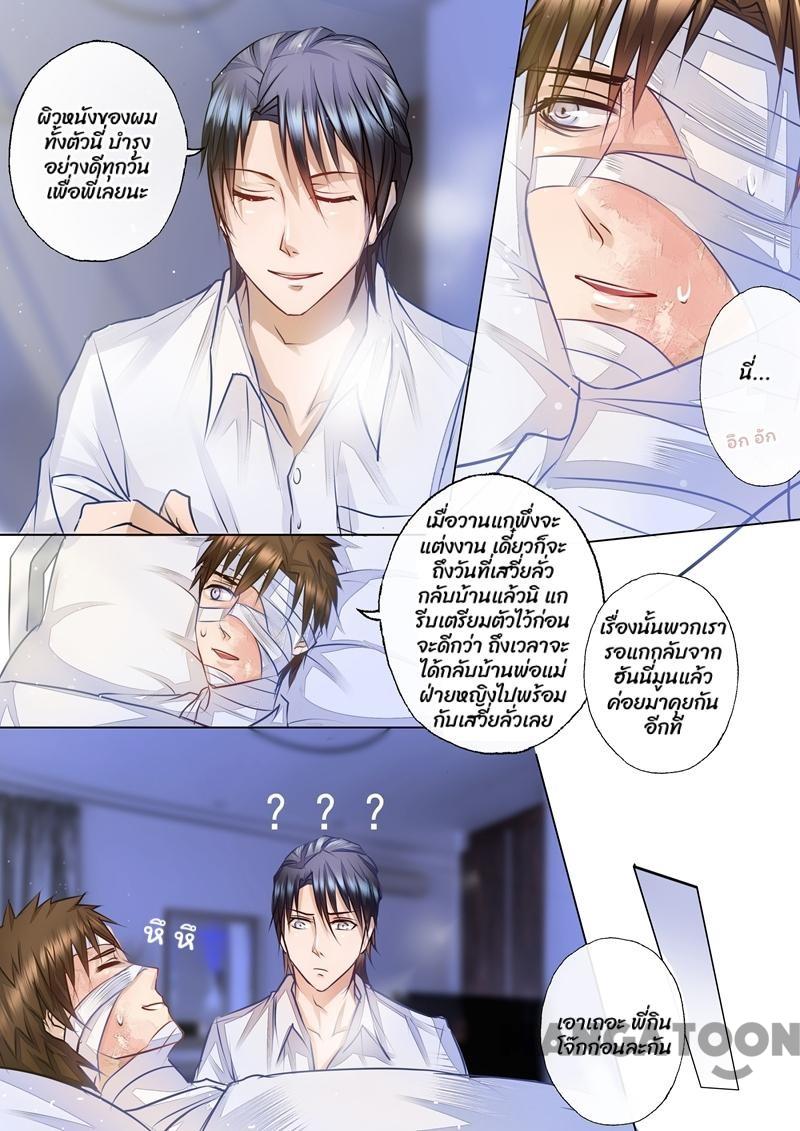 ผิวหนังของผม
ทั้งตัวนี่ บำรุง
อย่างดีทุกวัน
เพื่อพี่เลยนะ
นี่...
อิก อัก
เมื่อวานแกพึ่งจะ
แต่งงาน เดี๋ยวก็จะ
ถึงวันที่เสวี่ยลั่ว
กลับบ้านแล้วนิ แก
รีบเตรียมตัวไว้ก่อน
จะดีกว่า ถึงเวลาจะ
ได้กลับบ้านพ่อแม่
ฝ่ายหญิงไปพร้อม
กับเสวี่ยลั่วเลย
เรื่องนั้นพวกเรา
รอแกกลับจาก
ฮันนีมูนแล้ว
ค่อยมาคุยกัน
อีกที
? ? ?
หึ หึ
เอาเถอะ พี่กิน
โจ๊กก่อนละกัน
MANGATOON